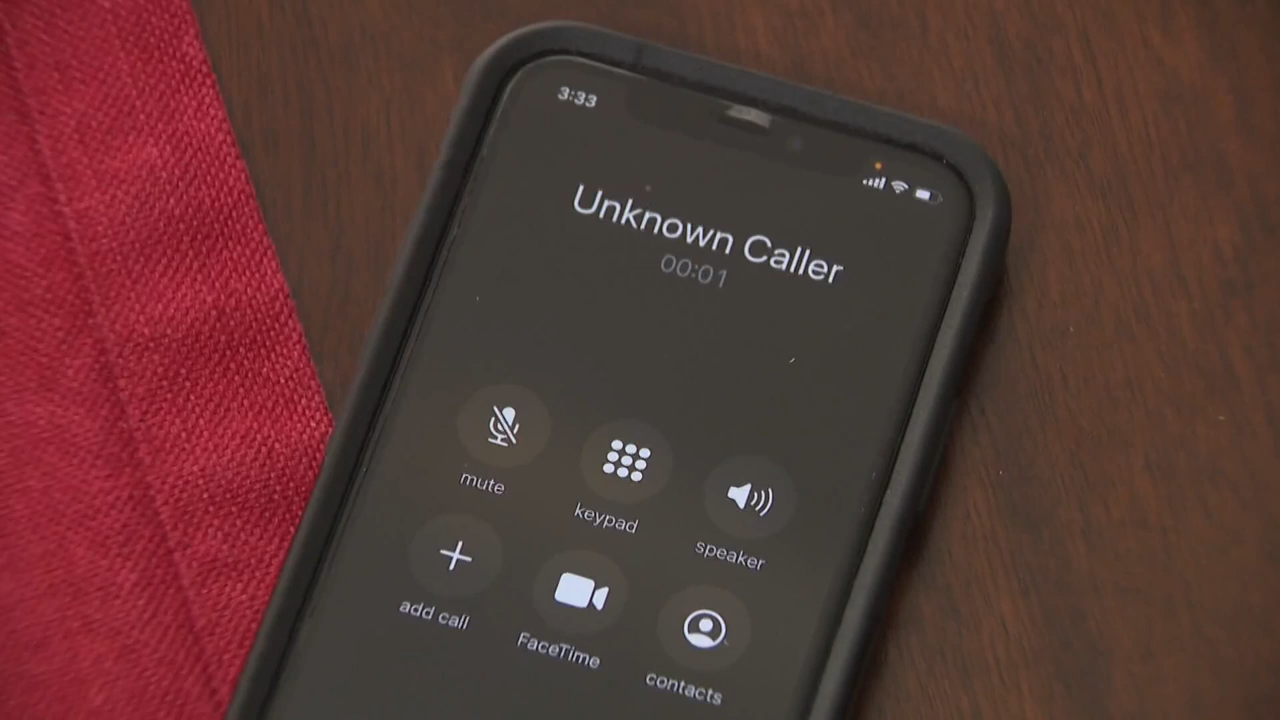 3:33
Unknown Caller
00:01
mute
keypad
speaker
add call
FaceTime
contacts